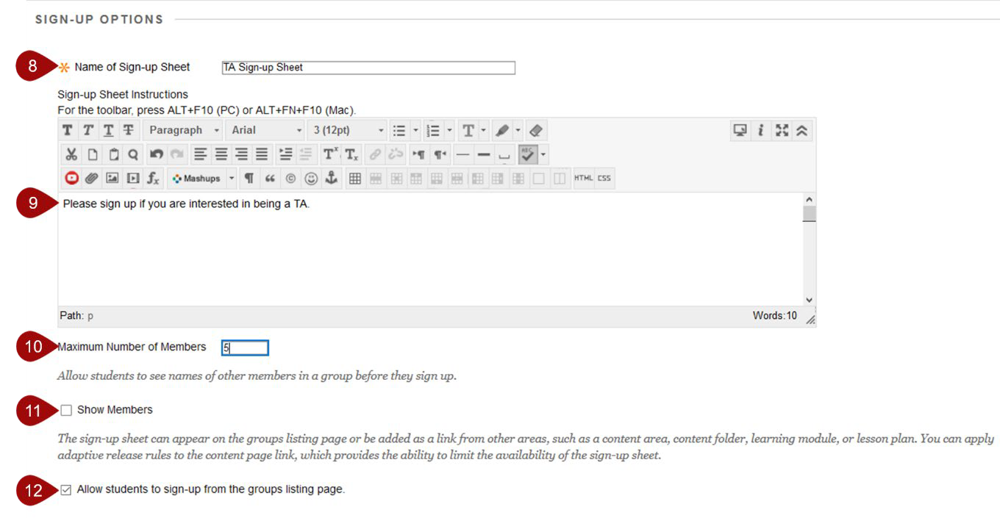 SIGN-UP OPTIONS
8 Name of Sign-up Sheet TA Sign-up Sheet
Sign-up Sheet Instructions
For the toolbar, press ALT+F10 (PC) or ALT+FN+F10 (Mac).
T T T T Paragraph Arial 3 (12pt) T i
Tx Tx ABC
fx Mashups ¶ “ © HTML CSS
9 Please sign up if you are interested in being a TA.
Path: p Words:10
10 Maximum Number of Members 5
Allow students to see names of other members in a group before they sign up.
11 Show Members
The sign-up sheet can appear on the groups listing page or be added as a link from other areas, such as a content area, content folder, learning module, or lesson plan. You can apply
adaptive release rules to the content page link, which provides the ability to limit the availability of the sign-up sheet.
12 Allow students to sign-up from the groups listing page.